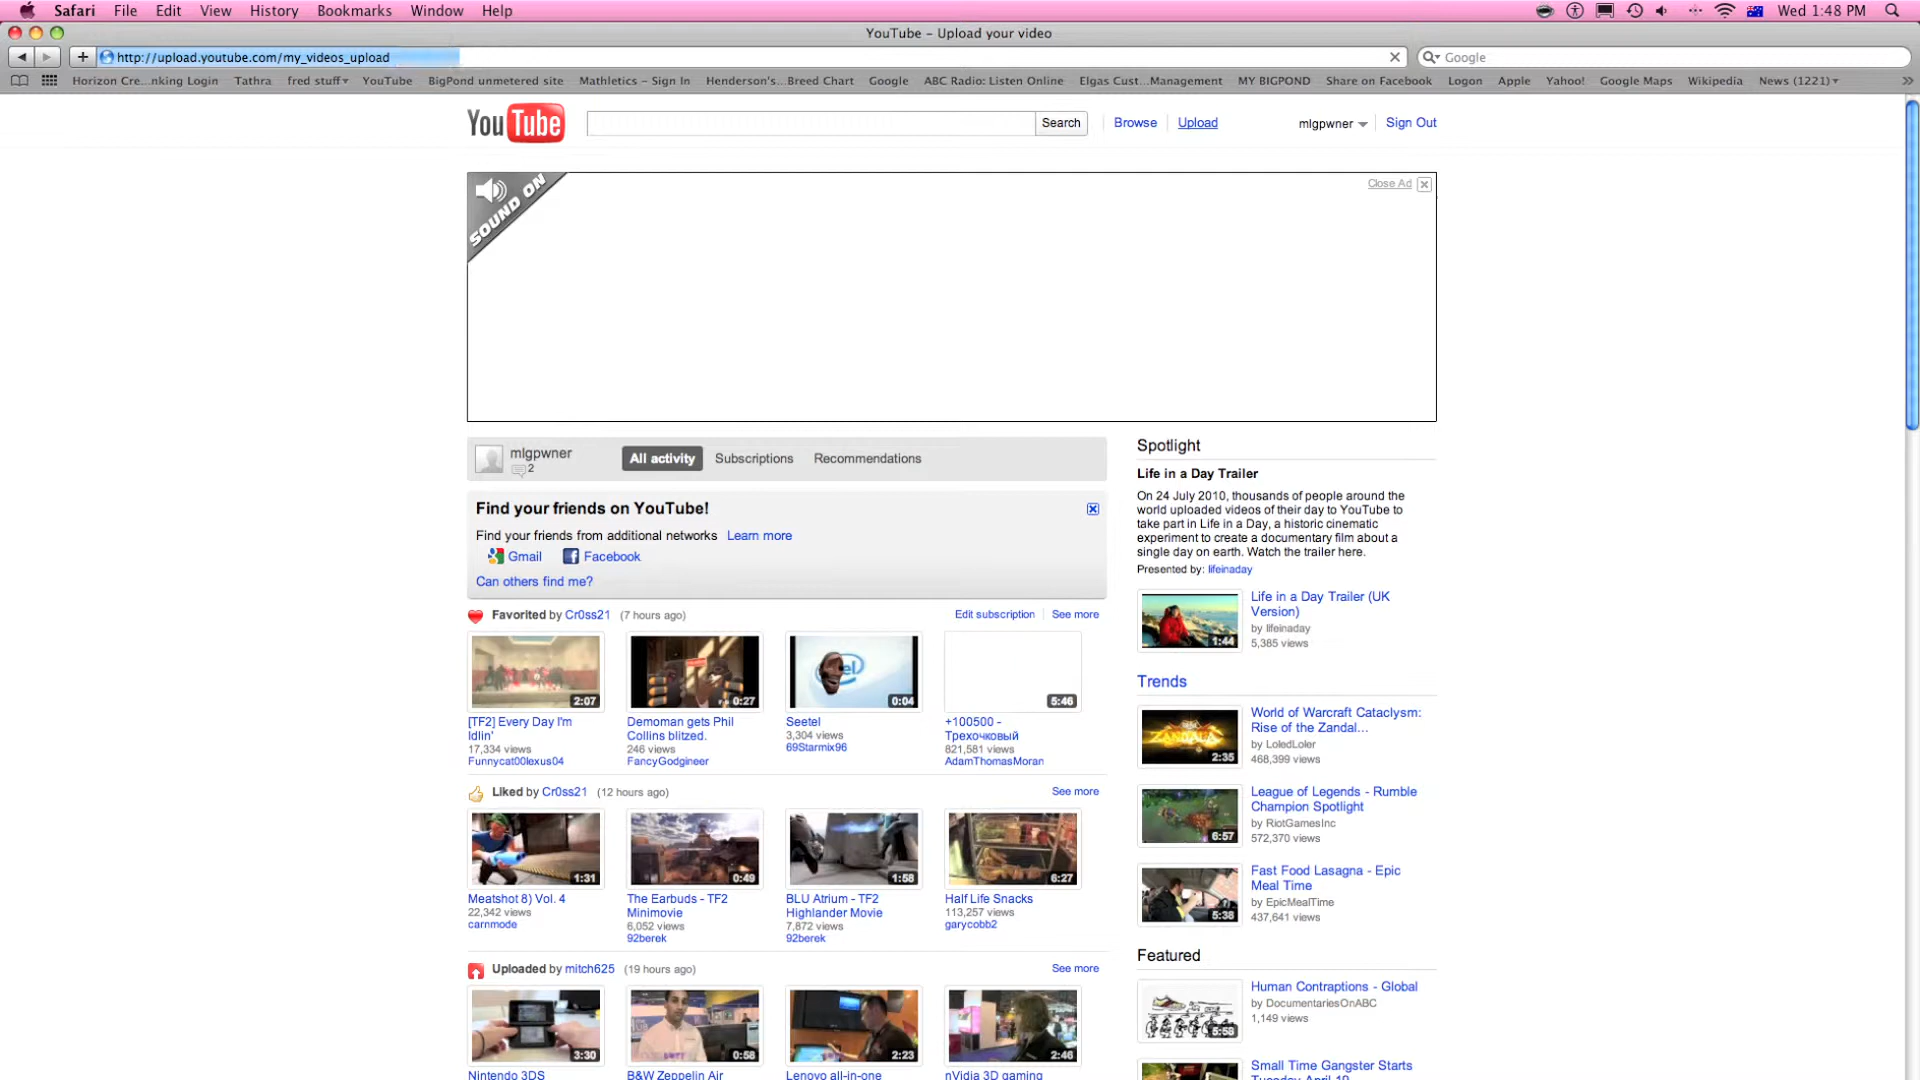 Safari File Edit View History Bookmarks Window Help
Wed 1:48 PM
YouTube – Upload your video
http://upload.youtube.com/my_videos_upload
Google
Horizon Cre...nking Login Tathra fred stuff YouTube BigPond unmetered site Mathletics – Sign In Henderson's.. Breed Chart Google ABC Radio: Listen Online Elgas Cust...Management MY BIGPOND Share on Facebook Logon Apple Yahoo! Google Maps Wikipedia News (1221)
YouTube
Search
Browse
Upload
mlgpwner
Sign Out
SOUND ON
Close Ad
mlgpwner
2
All activity Subscriptions Recommendations
Find your friends on YouTube!
Find your friends from additional networks Learn more
Gmail Facebook
Can others find me?
Favorited by Cr0ss21 (7 hours ago)
Edit subscription See more
2:07
0:27
0:04
5:46
[TF2] Every Day I'm
Idlin'
17,334 views
Funnycat00lexus04
Demoman gets Phil
Collins blitzed.
246 views
FancyGodgineer
Seetel
3,304 views
69Starmix96
+100500 -
Трехочковый
821,581 views
AdamThomasMoran
Liked by Cr0ss21 (12 hours ago)
See more
1:31
0:49
1:58
6:27
Meatshot 8) Vol. 4
22,342 views
carnmode
The Earbuds - TF2
Minimovie
6,052 views
92berek
BLU Atrium - TF2
Highlander Movie
7,872 views
92berek
Half Life Snacks
113,257 views
garycobb2
Uploaded by mitch625 (19 hours ago)
See more
3:30
0:58
2:23
2:46
Nintendo 3DS
B&W Zeppelin Air
Lenovo all-in-one
nVidia 3D gaming
Spotlight
Life in a Day Trailer
On 24 July 2010, thousands of people around the
world uploaded videos of their day to YouTube to
take part in Life in a Day, a historic cinematic
experiment to create a documentary film about a
single day on earth. Watch the trailer here.
Presented by: lifeinaday
1:44
Life in a Day Trailer (UK
Version)
by lifeinaday
5,385 views
Trends
ZANDALA
2:35
World of Warcraft Cataclysm:
Rise of the Zandal...
by LoledLoler
468,399 views
6:57
League of Legends - Rumble
Champion Spotlight
by RiotGamesInc
572,370 views
5:38
Fast Food Lasagna - Epic
Meal Time
by EpicMealTime
437,641 views
Featured
5:58
Human Contraptions - Global
by DocumentariesOnABC
1,149 views
Small Time Gangster Starts
Tuesday April 19